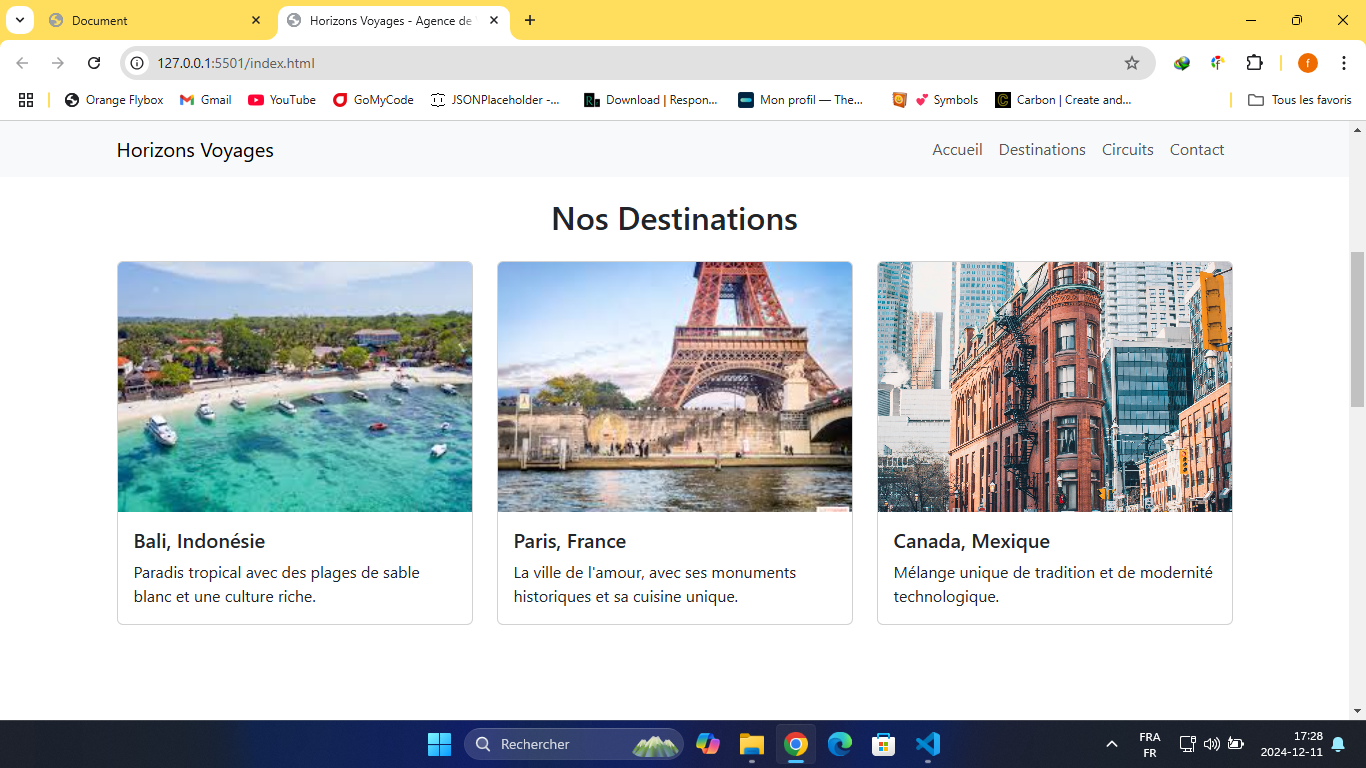 Document
Horizons Voyages - Agence de
127.0.0.1:5501/index.html
f
Orange Flybox
Gmail
YouTube
GoMyCode
JSONPlaceholder -...
Download | Respon...
Mon profil — The...
💕 Symbols
Carbon | Create and...
Tous les favoris
Horizons Voyages
Accueil
Destinations
Circuits
Contact
Nos Destinations
Bali, Indonésie
Paradis tropical avec des plages de sable
blanc et une culture riche.
Paris, France
La ville de l'amour, avec ses monuments
historiques et sa cuisine unique.
Canada, Mexique
Mélange unique de tradition et de modernité
technologique.
Rechercher
FRA
FR
17:28
2024-12-11